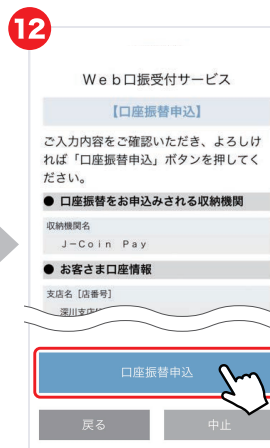 12
Ｗｅｂ口振受付サービス
【口座振替申込】
ご入力内容をご確認いただき、よろしけ
れば「口座振替申込」ボタンを押してく
ださい。
● 口座振替をお申込みされる収納機関
収納機関名
Ｊ−Ｃｏｉｎ　Ｐａｙ
● お客さま口座情報
支店名［店番号］
深川支店
口座振替申込
戻る
中止